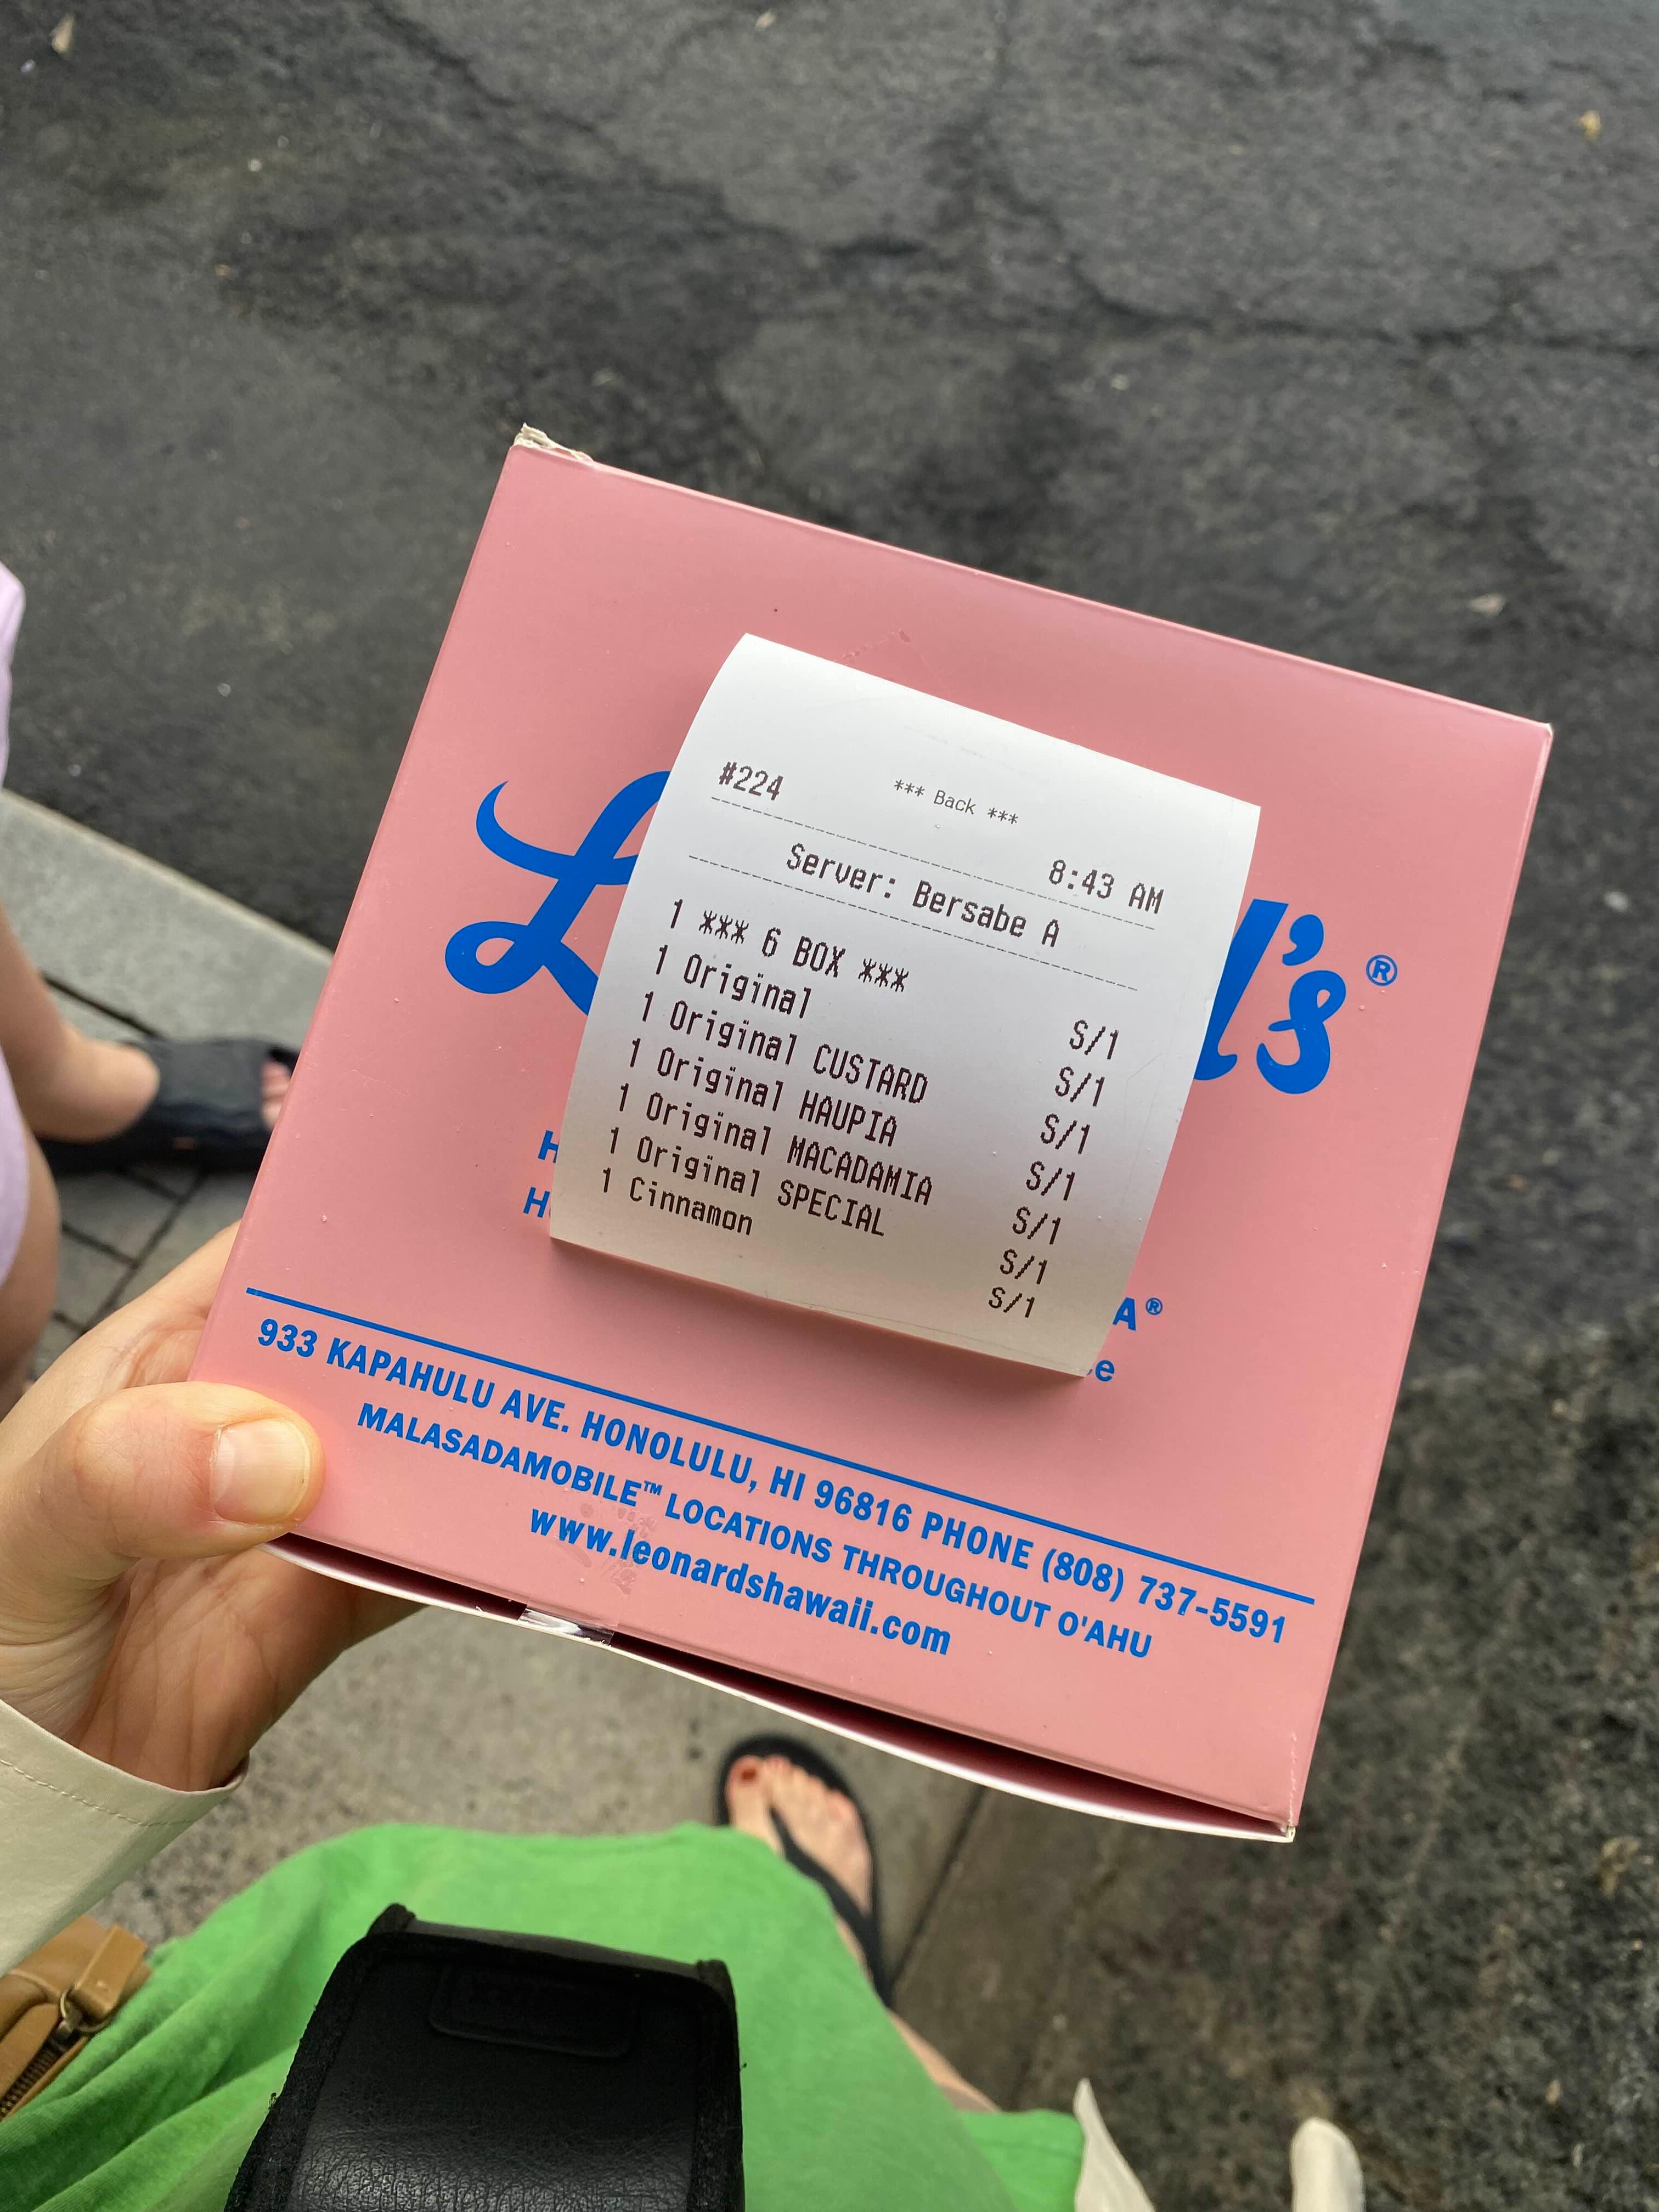 #224
*** Back ***
8:43 AM
Server: Bersabe A
1 *** 6 BOX *** S/1
1 Original S/1
1 Original CUSTARD S/1
1 Original HAUPIA S/1
1 Original MACADAMIA S/1
1 Original SPECIAL S/1
1 Cinnamon S/1
933 KAPAHULU AVE. HONOLULU, HI 96816 PHONE (808) 737-5591
MALASADAMOBILE™ LOCATIONS THROUGHOUT O'AHU
www.leonardshawaii.com